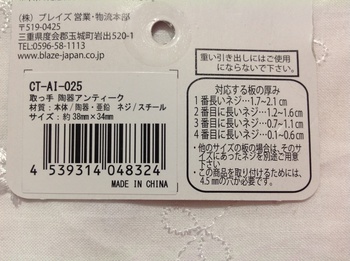 (株) ブレイズ 営業・物流本部
〒519-0425
三重県度会郡玉城町岩出520-1
TEL:0596-58-1113
www.blaze-japan.co.jp
重い引き出しにはご使用
にならないで下さい。
CT-AI-025
取っ手 陶器アンティーク
材質：本体/陶器・亜鉛 ネジ/スチール
サイズ：約38mm×34mm
4 539314 048324
MADE IN CHINA
対応する板の厚み
1番長いネジ…1.7~2.1cm
2番目に長いネジ…1.2~1.6cm
3番目に長いネジ…0.7~1.1cm
4番目に長いネジ…0.1~0.6cm
・他のサイズの板の場合は、そのサ
イズにあったネジを別途ご用意
下さい
・この商品を取り付けるためには、
4.5mmの穴が必要です。